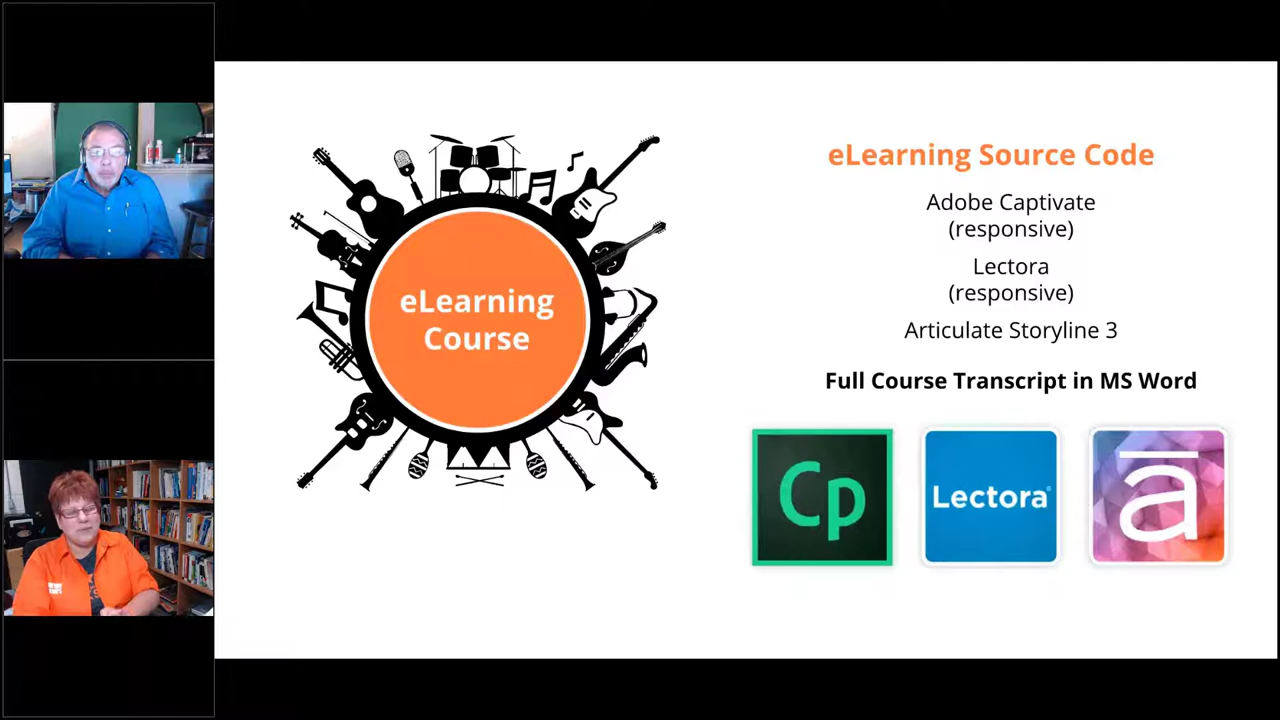 eLearning
Course
eLearning Source Code
Adobe Captivate
(responsive)
Lectora
(responsive)
Articulate Storyline 3
Full Course Transcript in MS Word
Cp
Lectora®
a